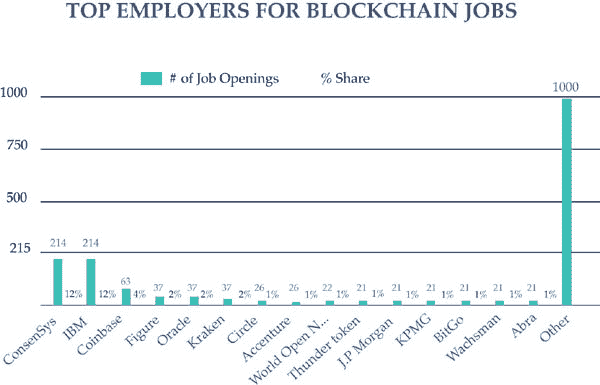 TOP EMPLOYERS FOR BLOCKCHAIN JOBS
# of Job Openings % Share
1000
1000
750
500
215
214 214 63 37 37 37 26 26 22 21 21 21 21 21 21
12% 12% 4% 2% 2% 2% 1% 1% 1% 1% 1% 1% 1% 1% 1%
ConsenSys
IBM
Coinbase
Figure
Oracle
Kraken
Circle
Accenture
World Open N...
Thunder token
J.P Morgan
KPMG
BitGo
Wachsman
Abra
Other